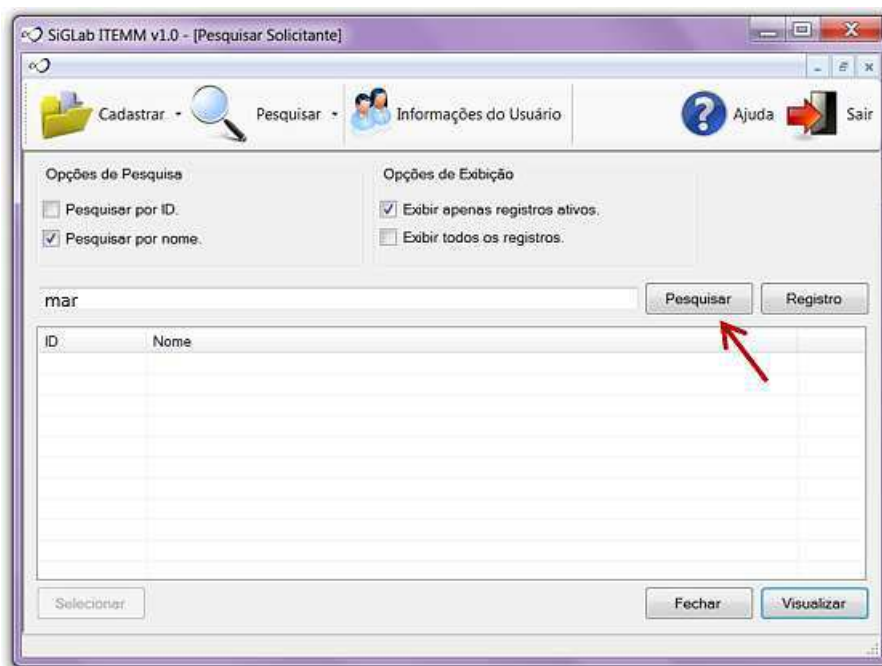 SiGLab ITEMM v1.0 - [Pesquisar Solicitante]
Cadastrar Pesquisar Informações do Usuário Ajuda Sair
Opções de Pesquisa Opções de Exibição
Pesquisar por ID. Exibir apenas registros ativos.
Pesquisar por nome. Exibir todos os registros.
mar Pesquisar Registro
ID Nome
Selecionar Fechar Visualizar